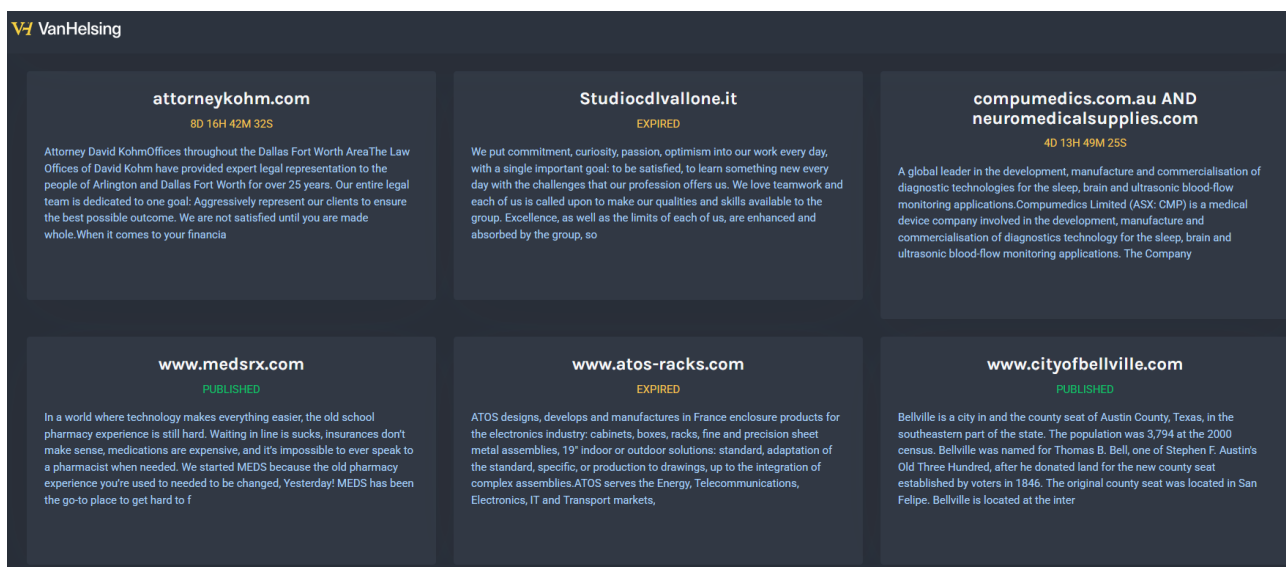 VH VanHelsing
attorneykohm.com
8D 16H 42M 32S
Attorney David KohmOffices throughout the Dallas Fort Worth AreaThe Law
Offices of David Kohm have provided expert legal representation to the
people of Arlington and Dallas Fort Worth for over 25 years. Our entire legal
team is dedicated to one goal: Aggressively represent our clients to ensure
the best possible outcome. We are not satisfied until you are made
whole.When it comes to your financia
Studiocdlvallone.it
EXPIRED
We put commitment, curiosity, passion, optimism into our work every day,
with a single important goal: to be satisfied, to learn something new every
day with the challenges that our profession offers us. We love teamwork and
each of us is called upon to make our qualities and skills available to the
group. Excellence, as well as the limits of each of us, are enhanced and
absorbed by the group, so
compumedics.com.au AND
neuromedicalsupplies.com
4D 13H 49M 25S
A global leader in the development, manufacture and commercialisation of
diagnostic technologies for the sleep, brain and ultrasonic blood-flow
monitoring applications.Compumedics Limited (ASX: CMP) is a medical
device company involved in the development, manufacture and
commercialisation of diagnostics technology for the sleep, brain and
ultrasonic blood-flow monitoring applications. The Company
www.medsrx.com
PUBLISHED
In a world where technology makes everything easier, the old school
pharmacy experience is still hard. Waiting in line is sucks, insurances don't
make sense, medications are expensive, and it's impossible to ever speak to
a pharmacist when needed. We started MEDS because the old pharmacy
experience you're used to needed to be changed, Yesterday! MEDS has been
the go-to place to get hard to f
www.atos-racks.com
EXPIRED
ATOS designs, develops and manufactures in France enclosure products for
the electronics industry: cabinets, boxes, racks, fine and precision sheet
metal assemblies, 19" indoor or outdoor solutions: standard, adaptation of
the standard, specific, or production to drawings, up to the integration of
complex assemblies.ATOS serves the Energy, Telecommunications,
Electronics, IT and Transport markets,
www.cityofbellville.com
PUBLISHED
Bellville is a city in and the county seat of Austin County, Texas, in the
southeastern part of the state. The population was 3,794 at the 2000
census. Bellville was named for Thomas B. Bell, one of Stephen F. Austin's
Old Three Hundred, after he donated land for the new county seat
established by voters in 1846. The original county seat was located in San
Felipe. Bellville is located at the inter